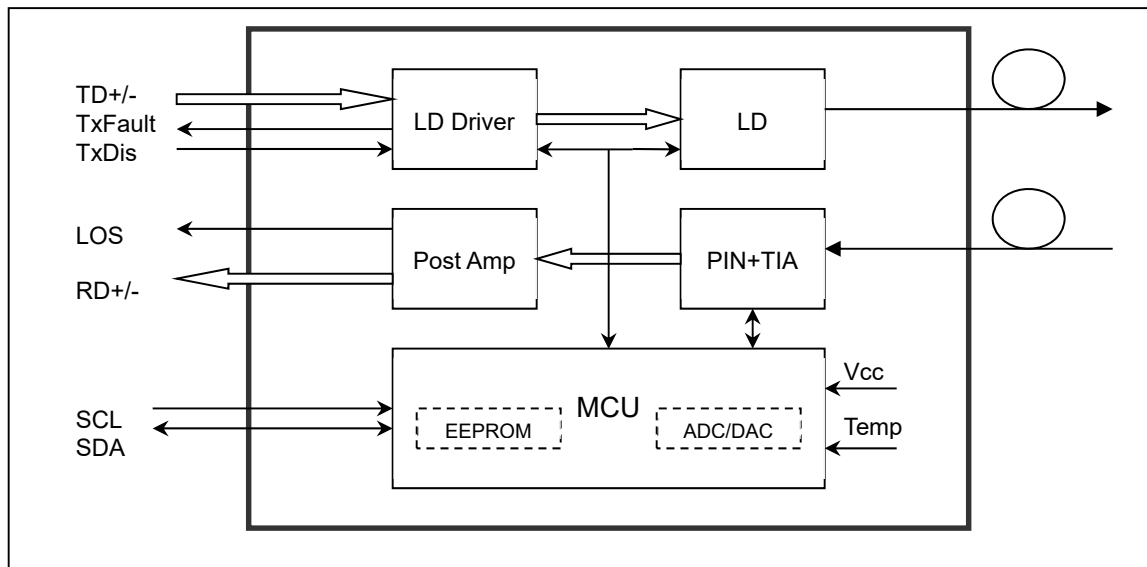 TD+/-
TxFault
TxDis
LD Driver
LD
LOS
RD+/-
Post Amp
PIN+TIA
SCL
SDA
MCU
EEPROM
ADC/DAC
Vcc
Temp